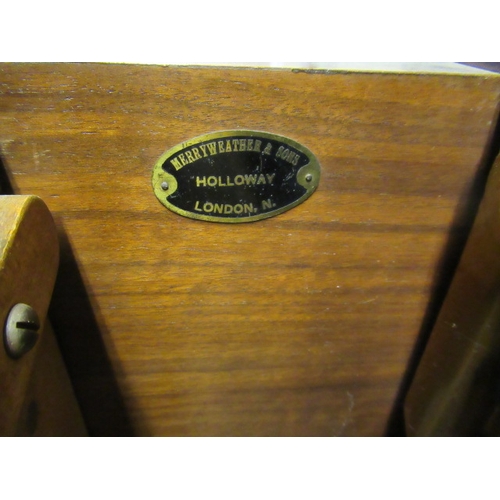 MERRYWEATHER & SONS
HOLLOWAY
LONDON, N.